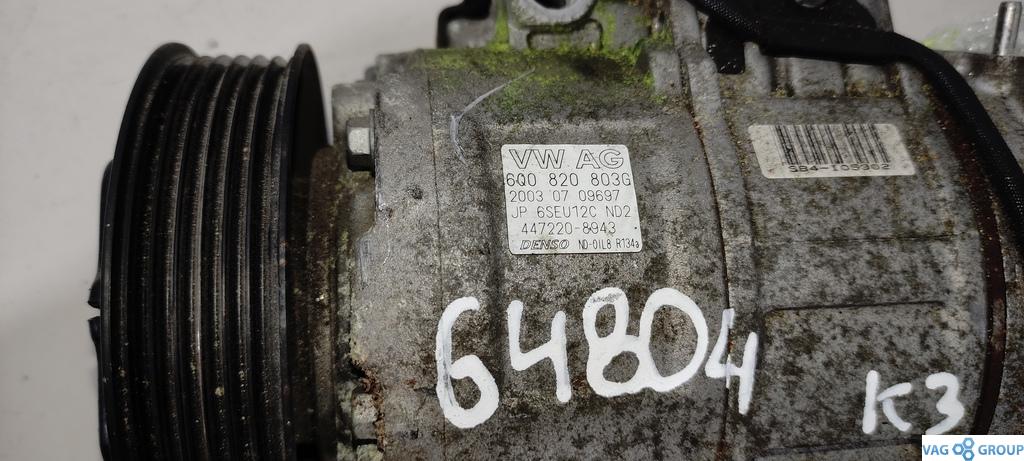 VW AG
6Q0 820 803G
2003 07 09697
JP 6SEU12C ND2
447220-8943
DENSO ND-OIL8 R134a
64804
K3
VAG GROUP